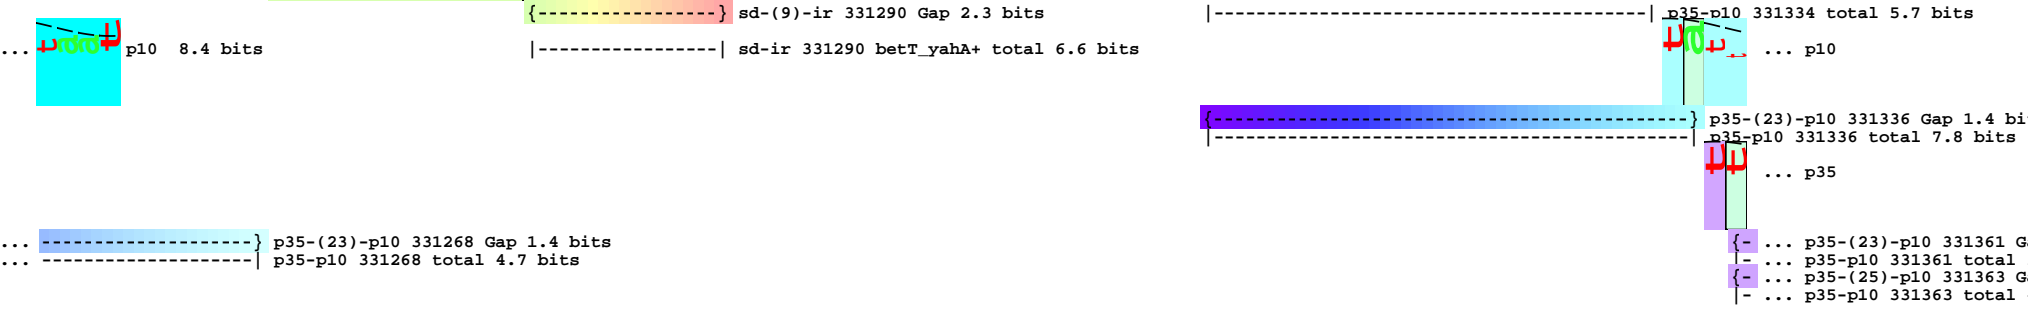 {-----------------} sd-(9)-ir 331290 Gap 2.3 bits
|-----------------------------------------| p35-p10 331334 total 5.7 bits
... taat p10 8.4 bits
|-----------------| sd-ir 331290 betT_yahA+ total 6.6 bits
tat ... p10
{---------------------------------------------} p35-(23)-p10 331336 Gap 1.4 bi
|---------------------------------------------| p35-p10 331336 total 7.8 bits
tt ... p35
... --------------------} p35-(23)-p10 331268 Gap 1.4 bits
... --------------------| p35-p10 331268 total 4.7 bits
{- ... p35-(23)-p10 331361 G
|- ... p35-p10 331361 total
{- ... p35-(25)-p10 331363 G
|- ... p35-p10 331363 total